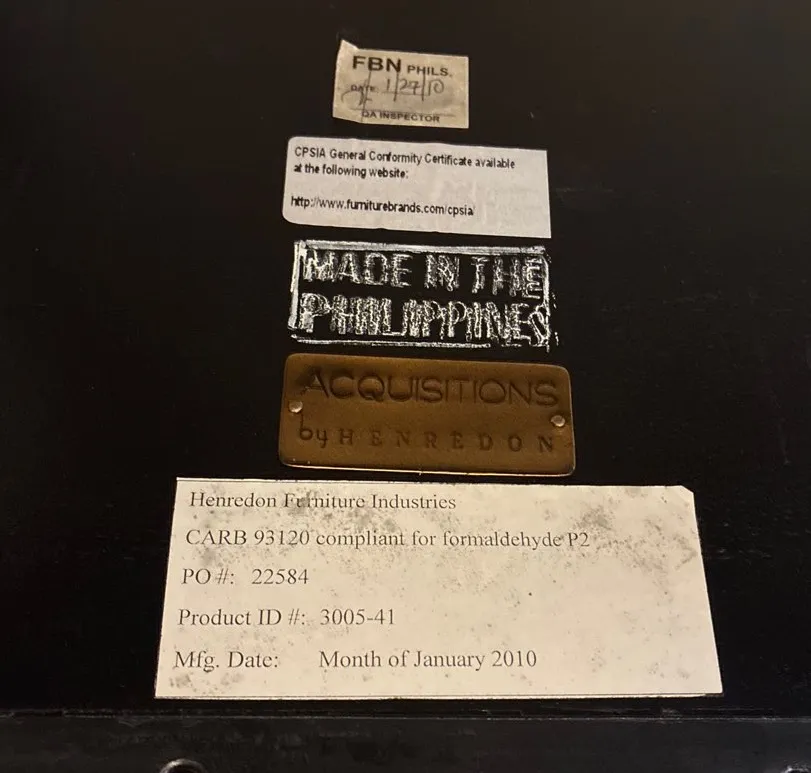 FBN PHILS.
DATE 1/27/10
QA INSPECTOR
CPSIA General Conformity Certificate available
at the following website:
http://www.furniturebrands.com/cpsia/
MADE IN THE
PHILIPPINES
ACQUISITIONS
by HENREDON
Henredon Furniture Industries
CARB 93120 compliant for formaldehyde P2
PO #: 22584
Product ID #: 3005-41
Mfg. Date: Month of January 2010